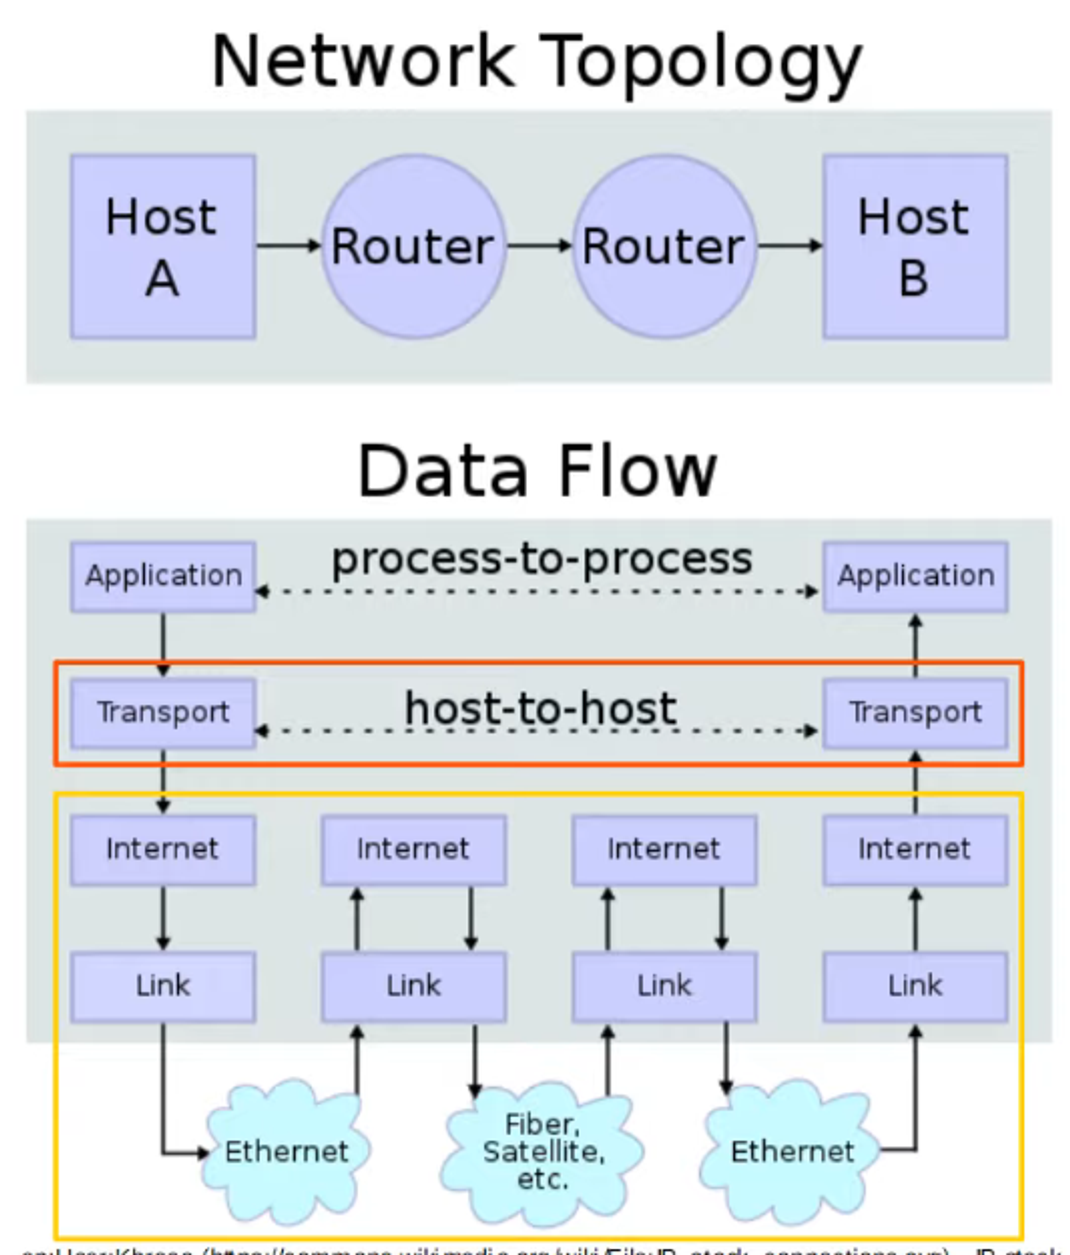 Network Topology
Host
A
Router
Router
Host
B
Data Flow
Application
process-to-process
Application
Transport
host-to-host
Transport
Internet
Internet
Internet
Internet
Link
Link
Link
Link
Ethernet
Fiber,
Satellite,
etc.
Ethernet